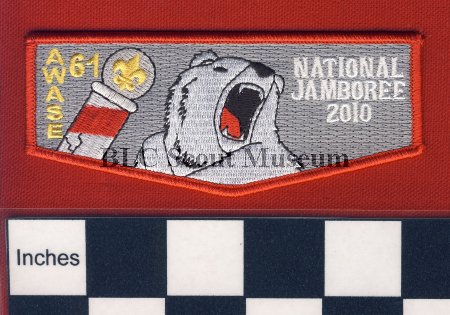 AWASE
61
NATIONAL
JAMBOREE
2010
BLC Scout Museum
Inches